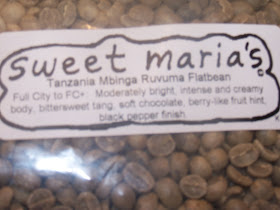 sweet maria's
Tanzania Mbinga Ruvuma Flatbean
Full City to FC+: Moderately bright, intense and creamy
body, bittersweet tang, soft chocolate, berry-like fruit hint,
black pepper finish